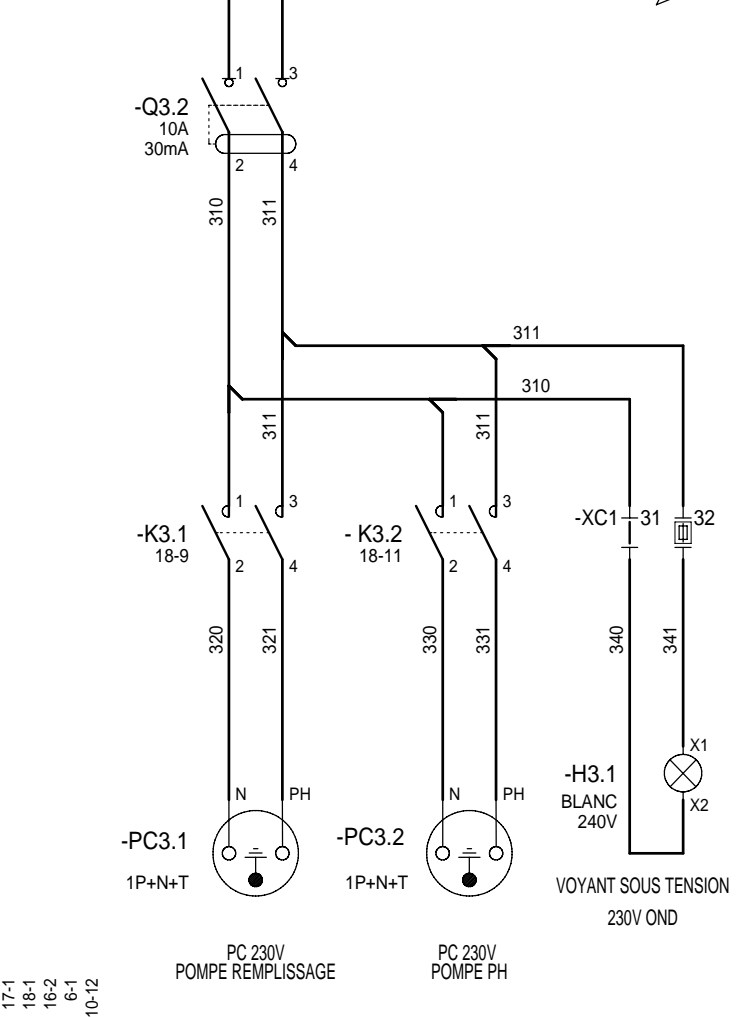 1
3
-Q3.2
10A
30mA
2
4
310
311
311
310
311
311
1
3
-K3.1
18-9
2
4
1
3
- K3.2
18-11
2
4
-XC1
31
32
320
321
330
331
340
341
X1
-H3.1
BLANC
240V
X2
N
PH
-PC3.1
1P+N+T
N
PH
-PC3.2
1P+N+T
VOYANT SOUS TENSION
230V OND
PC 230V
POMPE REMPLISSAGE
PC 230V
POMPE PH
17-1
18-1
16-2
6-1
10-12